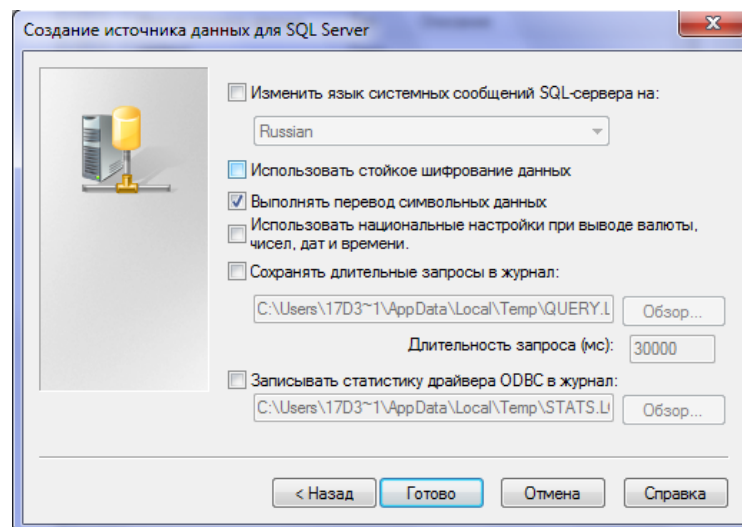 Создание источника данных для SQL Server
Изменить язык системных сообщений SQL-сервера на:
Russian
Использовать стойкое шифрование данных
Выполнять перевод символьных данных
Использовать национальные настройки при выводе валюты,
чисел, дат и времени.
Сохранять длительные запросы в журнал:
C:\Users\17D3~1\AppData\Local\Temp\QUERY.L
Обзор...
Длительность запроса (мс):
30000
Записывать статистику драйвера ODBC в журнал:
C:\Users\17D3~1\AppData\Local\Temp\STATS.L
Обзор...
< Назад
Готово
Отмена
Справка